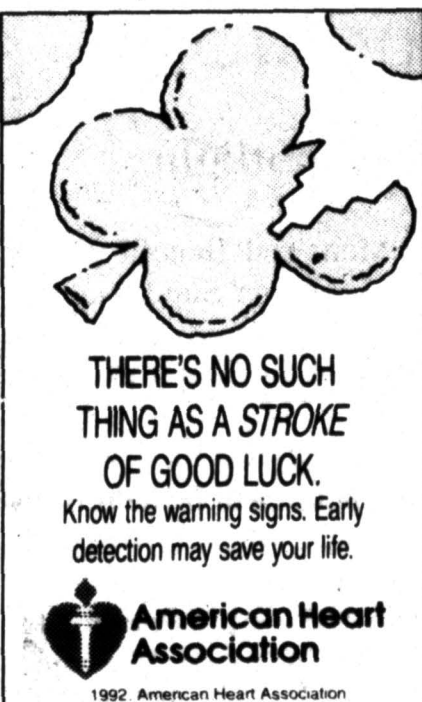 THERE'S NO SUCH
THING AS A STROKE
OF GOOD LUCK.
Know the warning signs. Early
detection may save your life.
American Heart
Association
1992. American Heart Association